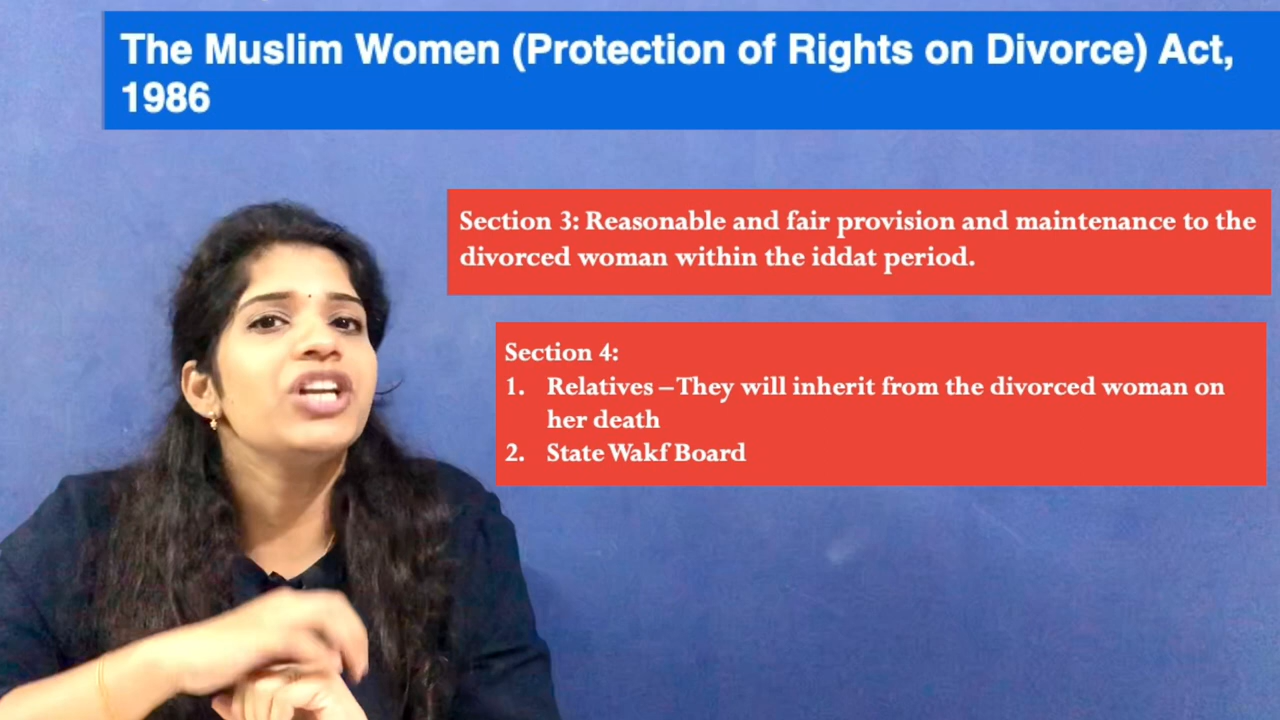 The Muslim Women (Protection of Rights on Divorce) Act,
1986
Section 3: Reasonable and fair provision and maintenance to the
divorced woman within the iddat period.
Section 4:
1. Relatives – They will inherit from the divorced woman on
her death
2. State Wakf Board